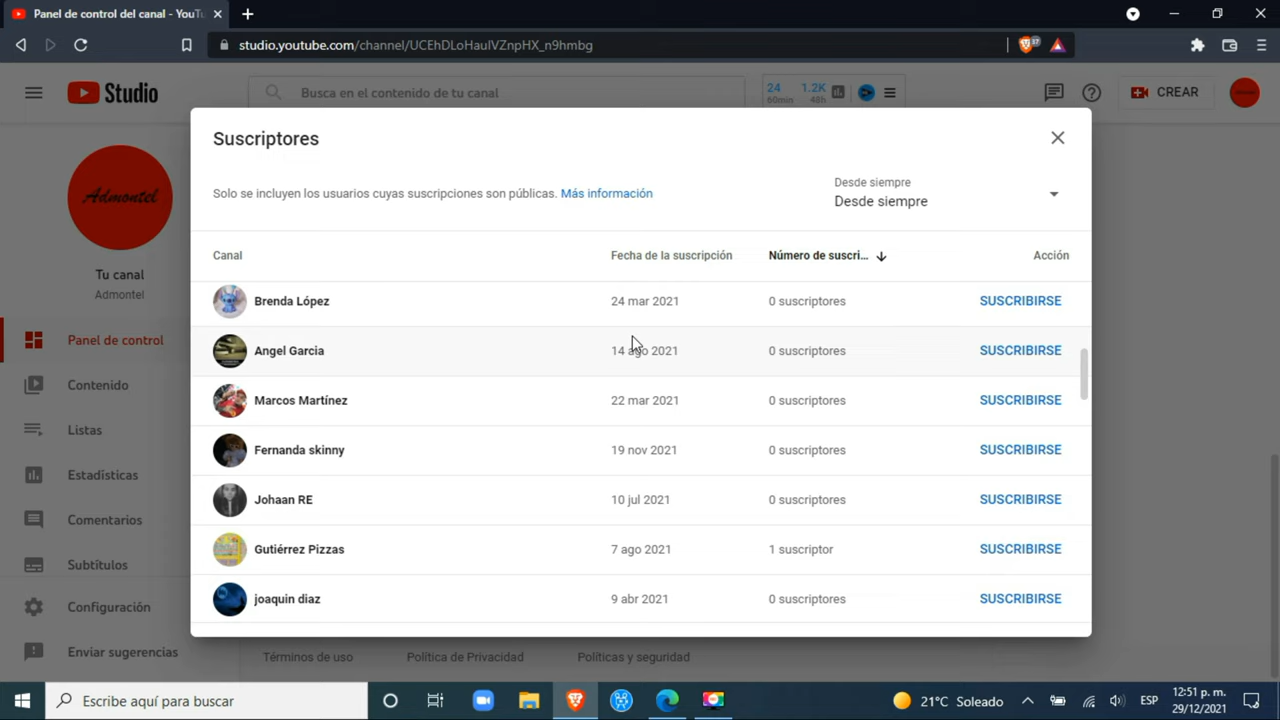 Panel de control del canal - YouTu
studio.youtube.com/channel/UCEhDLoHaulVZnpHX_n9hmbg
37
Studio
Busca en el contenido de tu canal
24
60min
1.2K
48h
CREAR
Admontel
Tu canal
Admontel
Panel de control
Contenido
Listas
Estadísticas
Comentarios
Subtítulos
Configuración
Enviar sugerencias
Suscriptores
Solo se incluyen los usuarios cuyas suscripciones son públicas. Más información
Desde siempre
Desde siempre
Canal Fecha de la suscripción Número de suscri... Acción
Brenda López 24 mar 2021 0 suscriptores SUSCRIBIRSE
Angel Garcia 14 ago 2021 0 suscriptores SUSCRIBIRSE
Marcos Martínez 22 mar 2021 0 suscriptores SUSCRIBIRSE
Fernanda skinny 19 nov 2021 0 suscriptores SUSCRIBIRSE
Johaan RE 10 jul 2021 0 suscriptores SUSCRIBIRSE
Gutiérrez Pizzas 7 ago 2021 1 suscriptor SUSCRIBIRSE
joaquin diaz 9 abr 2021 0 suscriptores SUSCRIBIRSE
Términos de uso Política de Privacidad Políticas y seguridad
Escribe aquí para buscar
21°C Soleado
ESP
12:51 p. m.
29/12/2021